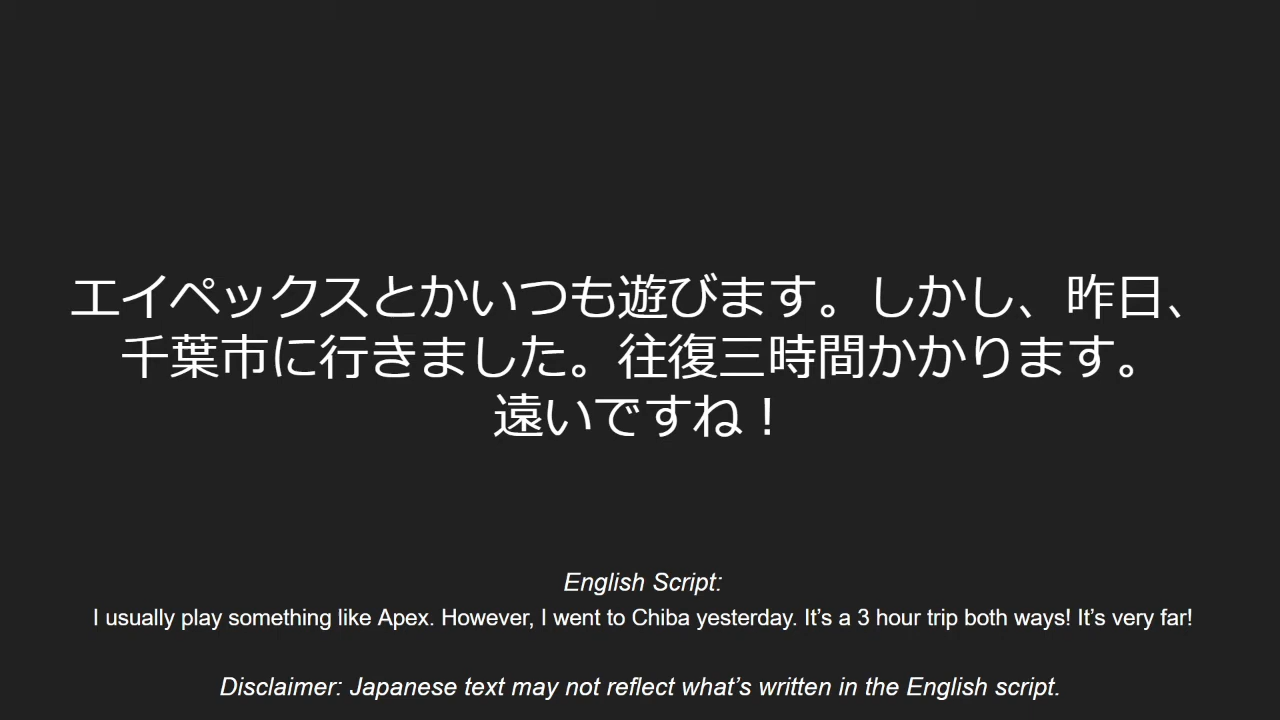 エイペックスとかいつも遊びます。しかし、昨日、
千葉市に行きました。往復三時間かかります。
遠いですね！
English Script:
I usually play something like Apex. However, I went to Chiba yesterday. It’s a 3 hour trip both ways! It’s very far!
Disclaimer: Japanese text may not reflect what’s written in the English script.